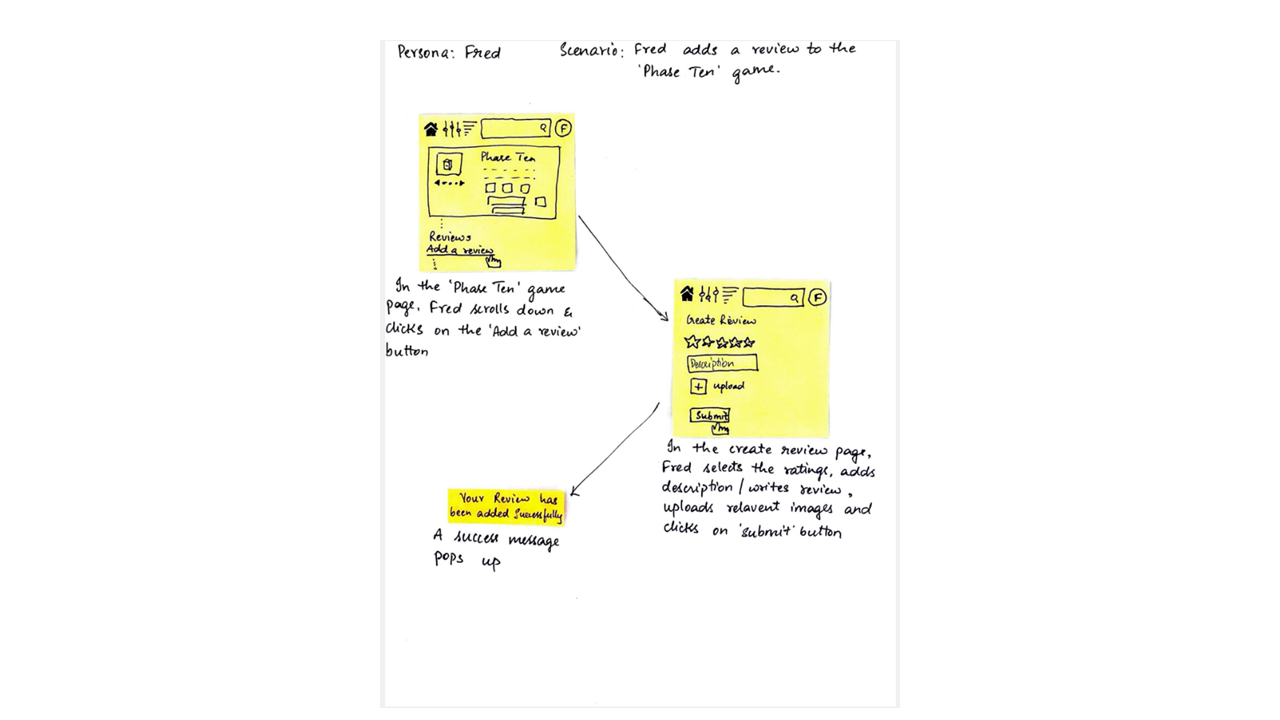 Persona: Fred
Scenario: Fred adds a review to the
'Phase Ten' game.
F
Phase Ten
Reviews
Add a review
In the 'Phase Ten' game
page, Fred scrolls down &
clicks on the 'Add a review'
button
F
Create Review
Description
+ upload
Submit
In the create review page,
Fred selects the ratings, adds
description / writes review,
uploads relavent images and
clicks on 'submit' button
Your Review has
been added Successfully
A success message
pops up